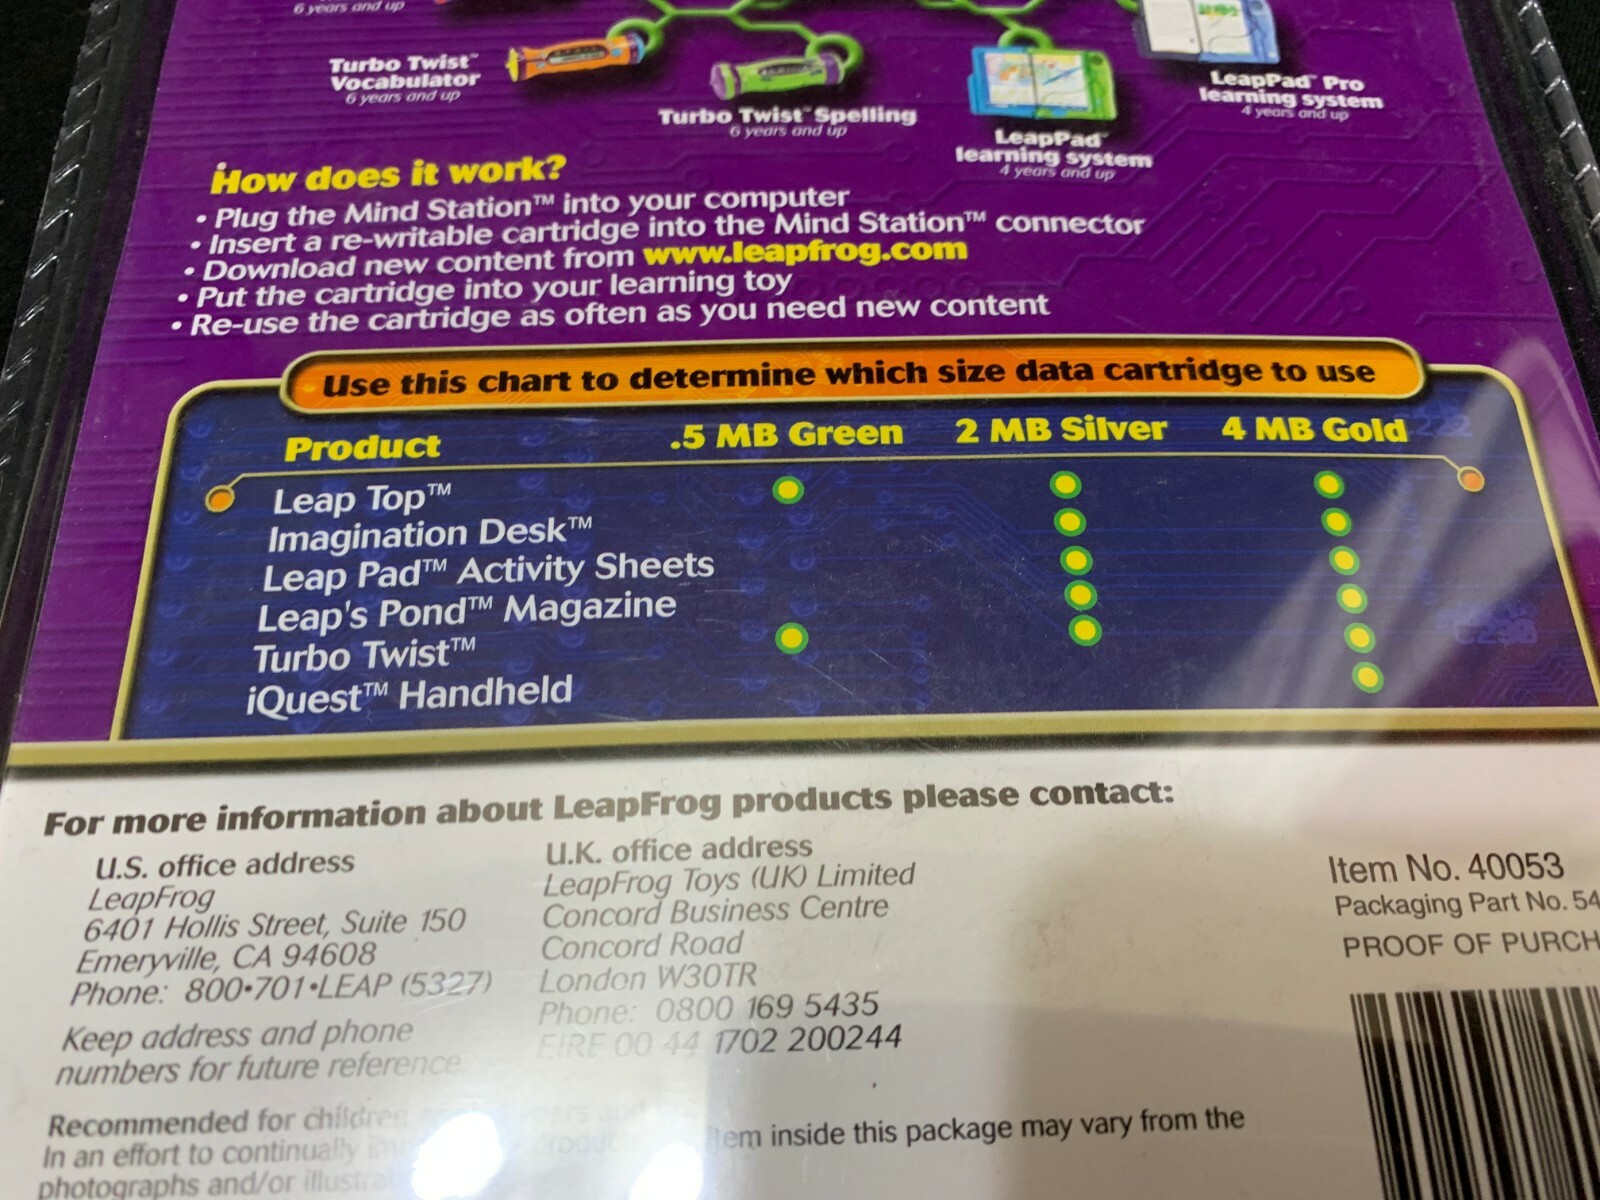 6 years and up
Turbo Twist™
Vocabulator
6 years and up
Turbo Twist™ Spelling
6 years and up
LeapPad™
learning system
4 years and up
LeapPad™ Pro
learning system
4 years and up
How does it work?
• Plug the Mind Station™ into your computer
• Insert a re-writable cartridge into the Mind Station™ connector
• Download new content from www.leapfrog.com
• Put the cartridge into your learning toy
• Re-use the cartridge as often as you need new content
Use this chart to determine which size data cartridge to use
Product .5 MB Green 2 MB Silver 4 MB Gold
Leap Top™
Imagination Desk™
Leap Pad™ Activity Sheets
Leap's Pond™ Magazine
Turbo Twist™
iQuest™ Handheld
For more information about LeapFrog products please contact:
U.S. office address
LeapFrog
6401 Hollis Street, Suite 150
Emeryville, CA 94608
Phone: 800•701•LEAP (5327)
Keep address and phone
numbers for future reference.
U.K. office address
LeapFrog Toys (UK) Limited
Concord Business Centre
Concord Road
London W30TR
Phone: 0800 169 5435
EIRE 00 44 1702 200244
Item No. 40053
Packaging Part No. 54
PROOF OF PURCH
Recommended for children
In an effort to continually item inside this package may vary from the
photographs and/or